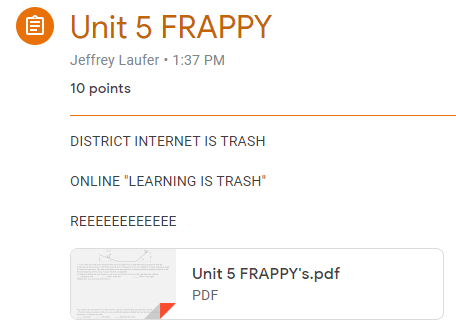 Unit 5 FRAPPY
Jeffrey Laufer • 1:37 PM
10 points
DISTRICT INTERNET IS TRASH
ONLINE "LEARNING IS TRASH"
REEEEEEEEEEEE
Unit 5 FRAPPY's.pdf
PDF